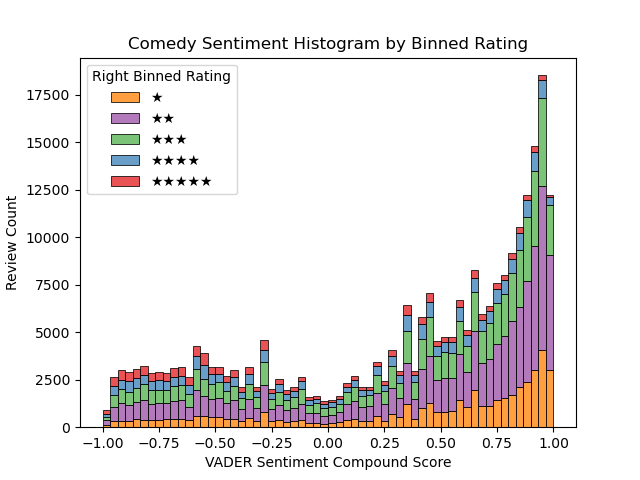 Comedy Sentiment Histogram by Binned Rating
Right Binned Rating
★
★★
★★★
★★★★
★★★★★
17500
15000
12500
10000
7500
5000
2500
0
Review Count
−1.00 −0.75 −0.50 −0.25 0.00 0.25 0.50 0.75 1.00
VADER Sentiment Compound Score